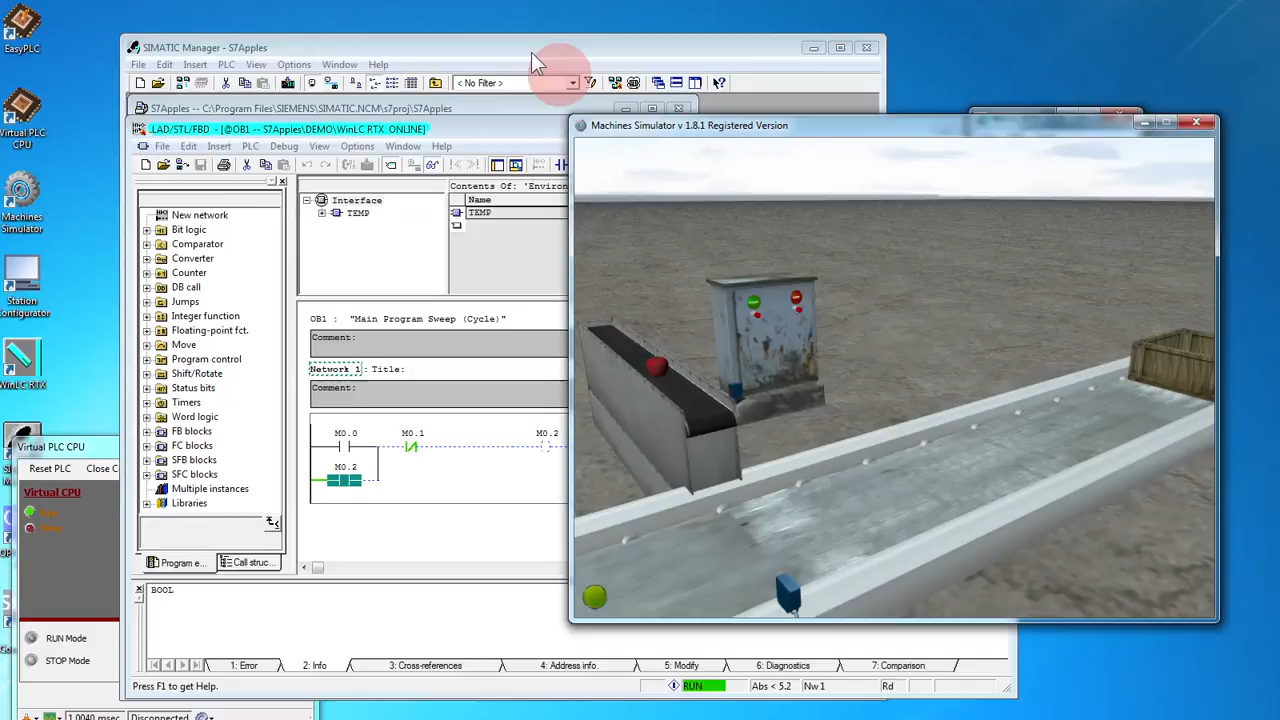 EasyPLC
Virtual PLC
CPU
Machines
Simulator
Station
Configurator
WinLC RTX
SIMATIC Manager - S7Apples
File Edit Insert PLC View Options Window Help
< No Filter >
S7Apples -- C:\Program Files\SIEMENS\SIMATIC.NCM\s7proj\S7Apples
LAD/STL/FBD - [@OB1 -- S7Apples\DEMO\WinLC RTX ONLINE]
File Edit Insert PLC Debug View Options Window Help
New network
Bit logic
Comparator
Converter
Counter
DB call
Jumps
Integer function
Floating-point fct.
Move
Program control
Shift/Rotate
Status bits
Timers
Word logic
FB blocks
FC blocks
SFB blocks
SFC blocks
Multiple instances
Libraries
Program e...
Call struc...
Interface
TEMP
Contents Of: 'Environ
Name
TEMP
OB1 : "Main Program Sweep (Cycle)"
Comment:
Network 1: Title:
Comment:
M0.0 M0.1 M0.2
M0.2
BOOL
1: Error 2: Info 3: Cross-references 4: Address info. 5: Modify 6: Diagnostics 7: Comparison
Press F1 to get Help.
RUN Abs < 5.2 Nw 1 Rd
Machines Simulator v 1.8.1 Registered Version
Virtual PLC CPU
Reset PLC Close C
Virtual CPU
RUN Mode
STOP Mode
1.0040 msec Disconnected